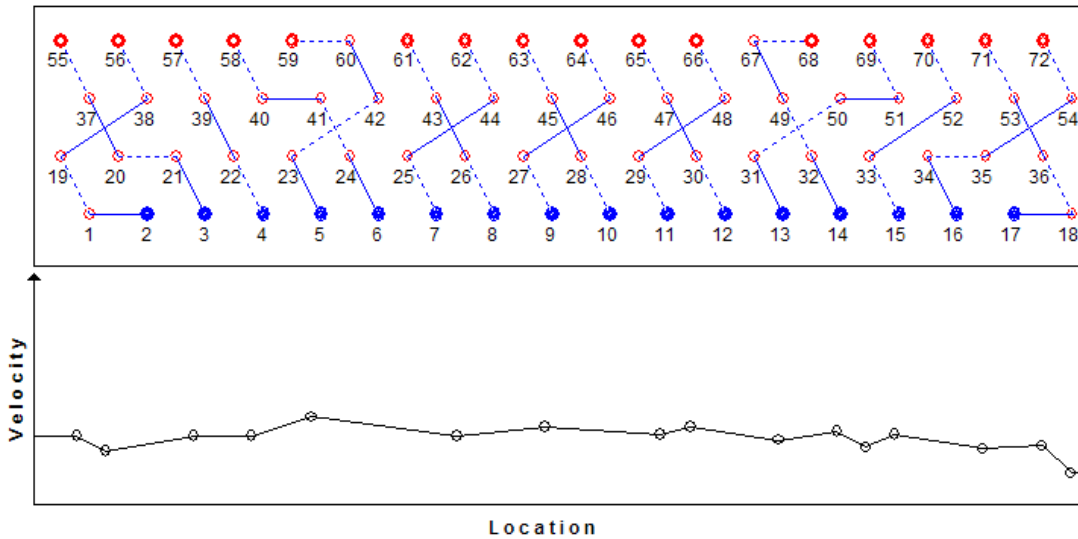 55 56 57 58 59 60 61 62 63 64 65 66 67 68 69 70 71 72
37 38 39 40 41 42 43 44 45 46 47 48 49 50 51 52 53 54
19 20 21 22 23 24 25 26 27 28 29 30 31 32 33 34 35 36
1 2 3 4 5 6 7 8 9 10 11 12 13 14 15 16 17 18
Velocity
Location